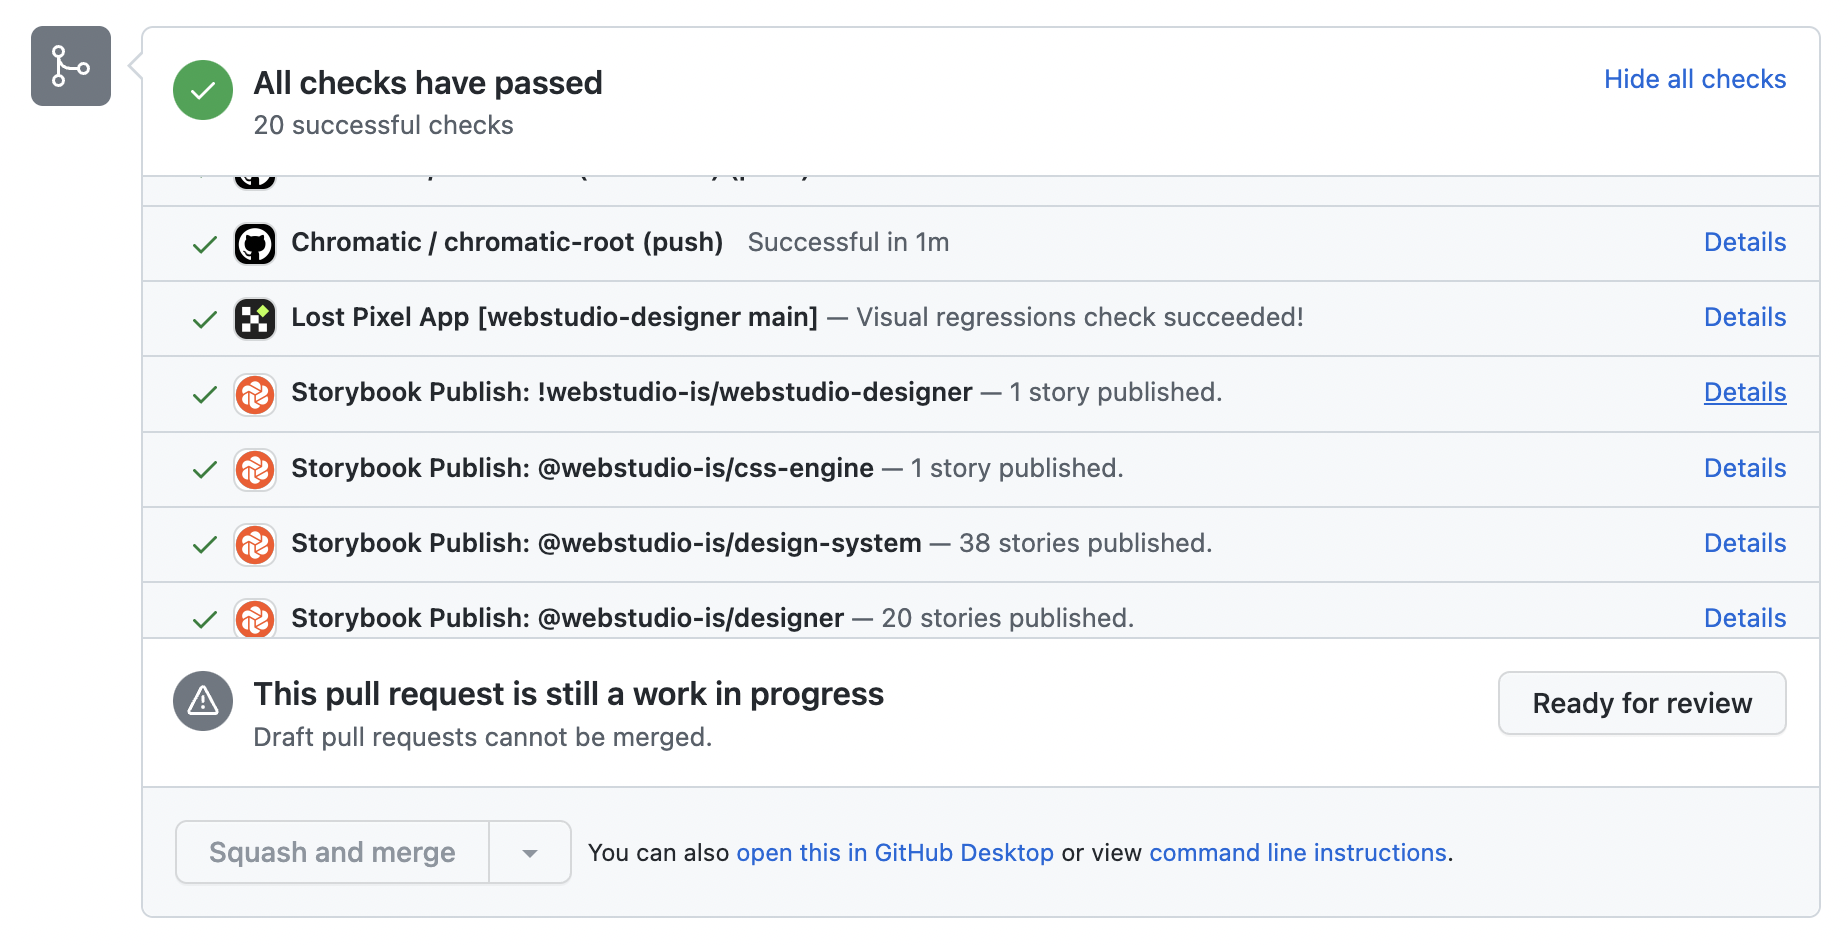 All checks have passed
Hide all checks
20 successful checks
Chromatic / chromatic-root (push) Successful in 1m Details
Lost Pixel App [webstudio-designer main] — Visual regressions check succeeded! Details
Storybook Publish: !webstudio-is/webstudio-designer — 1 story published. Details
Storybook Publish: @webstudio-is/css-engine — 1 story published. Details
Storybook Publish: @webstudio-is/design-system — 38 stories published. Details
Storybook Publish: @webstudio-is/designer — 20 stories published. Details
This pull request is still a work in progress
Draft pull requests cannot be merged.
Ready for review
Squash and merge
You can also open this in GitHub Desktop or view command line instructions.